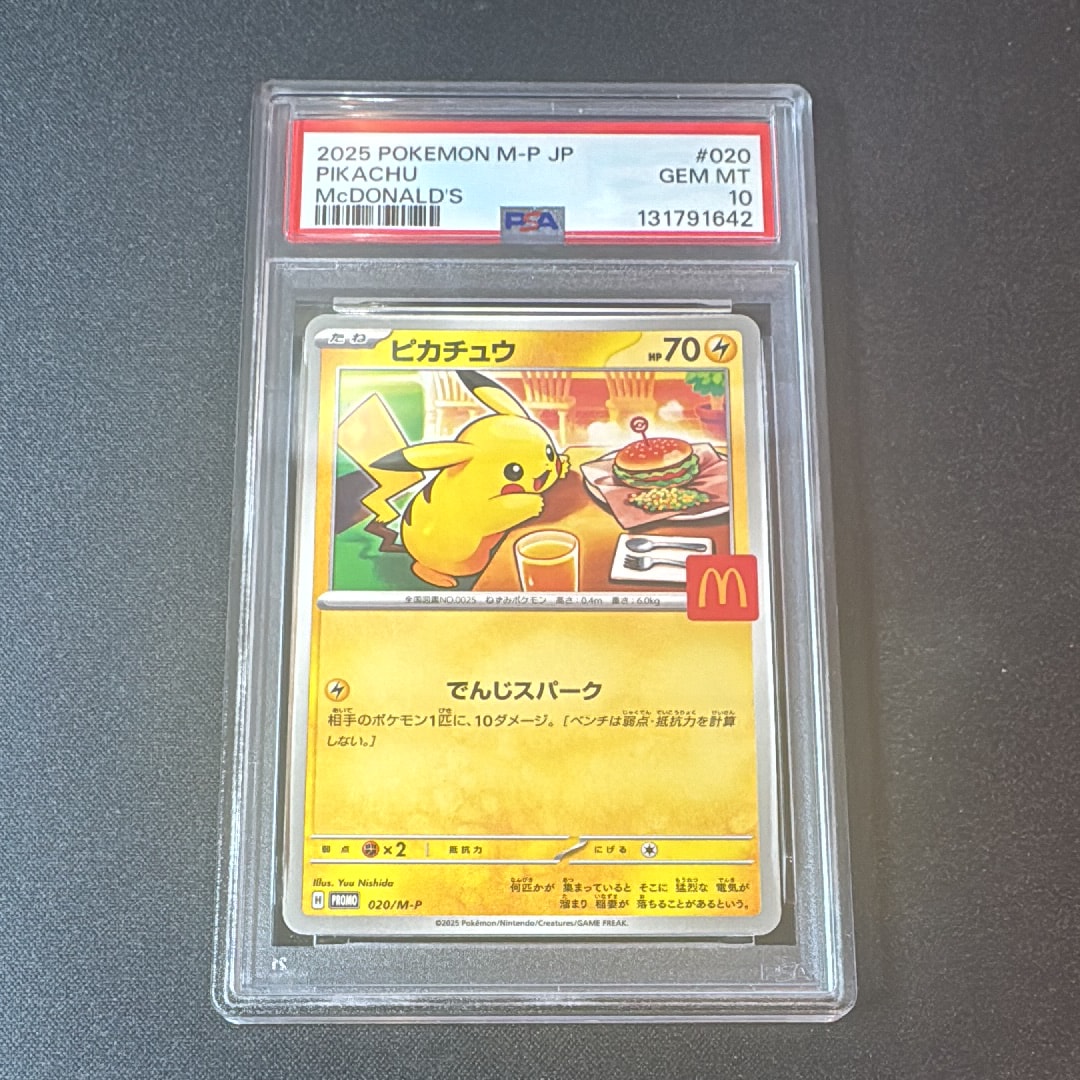 2025 POKEMON M-P JP #020
PIKACHU GEM MT
McDONALD'S 10
PSA 131791642
たね ピカチュウ HP 70
全国図鑑NO.0025 ねずみポケモン 高さ:0.4m 重さ:6.0kg
M
でんじスパーク
相手のポケモン1匹に、10ダメージ。[ベンチは弱点・抵抗力を計算
しない。]
弱点 ×2 抵抗力 にげる
Illus. Yuu Nishida
何匹かが 集まっていると そこに 猛烈な 電気が
溜まり 稲妻が 落ちることがあるという。
H PROMO 020/M-P
©2025 Pokémon/Nintendo/Creatures/GAME FREAK.